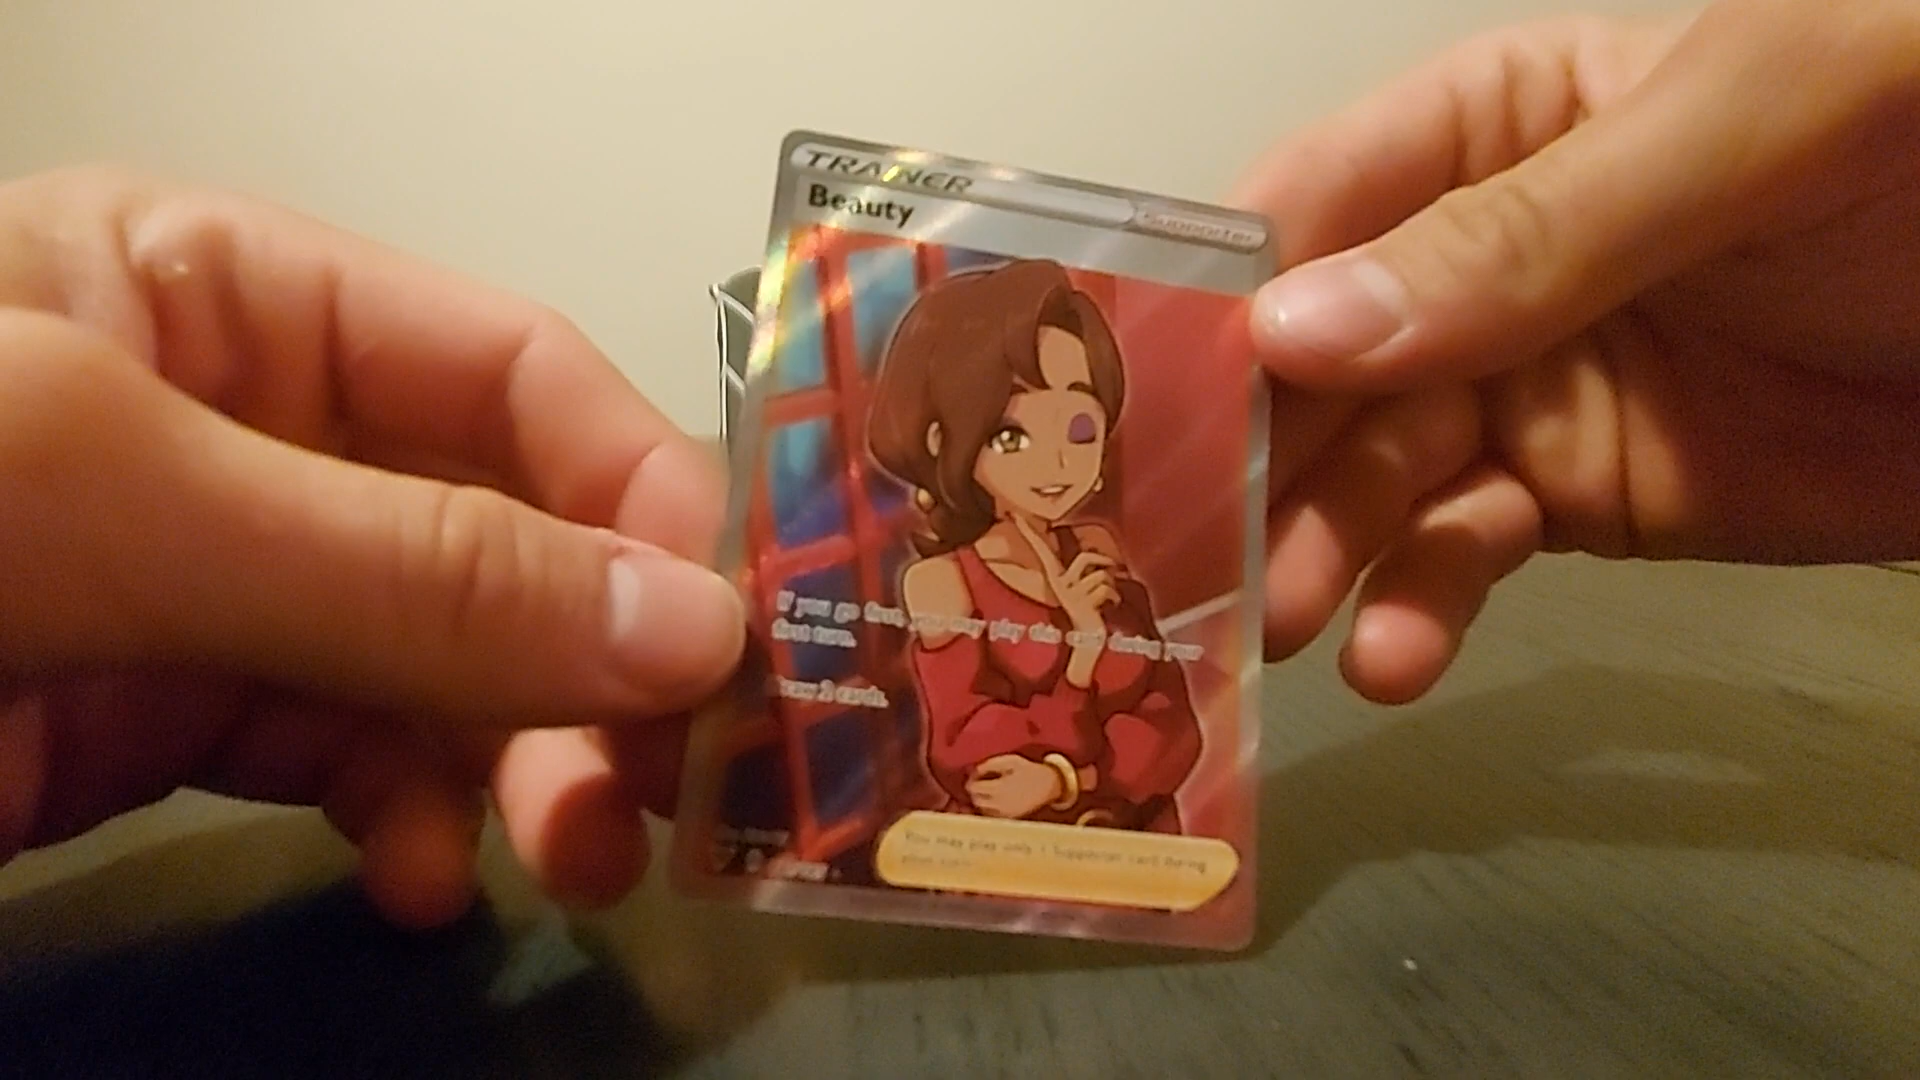 TRAINER
Supporter
Beauty
If you go first, you may play this card during your
first turn.
Draw 2 cards.
You may play only 1 Supporter card during
your turn.